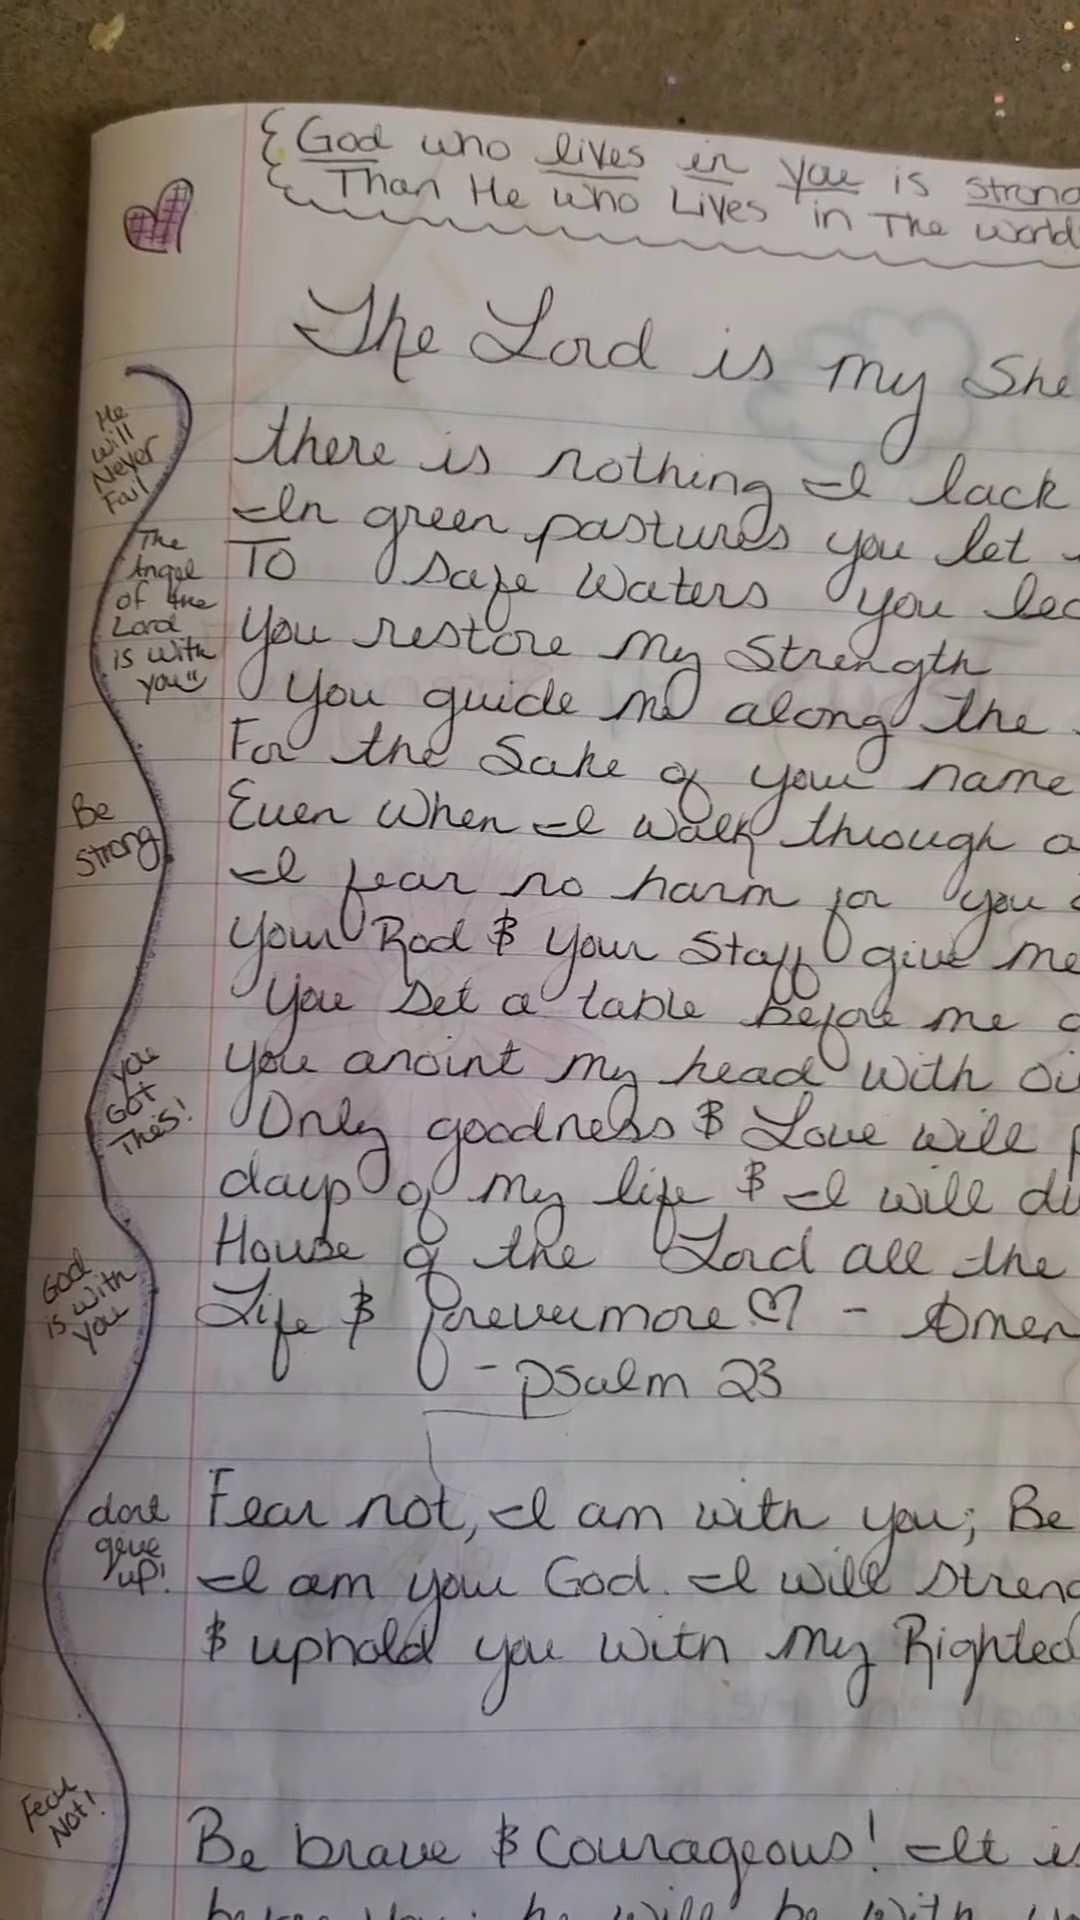 God who lives in you is
Than He who Lives in The World
The Lord is my
there is nothing I lack
In green pastures you let
To safe waters you
You restore my Strength
You guide me along the
For the Sake of your name
Even When I walk through
I fear no harm for you
your Rod & your Staff give me
You set a table before me
You anoint my head with
Only goodness & Love will
days of my life & I will
House of the Lord all the
Life & forevermore ♡ - Amen
- Psalm 23
Fear not, I am with you; Be
I am your God. I will
& uphold you with my
Be brave & Courageous! It is
he will be with
He
Will
Never
Fail
The
Angel
of the
Lord
is with
you
Be
Strong
you
Got
This!
God
is with
you
dont
give
up!
Fear
Not!